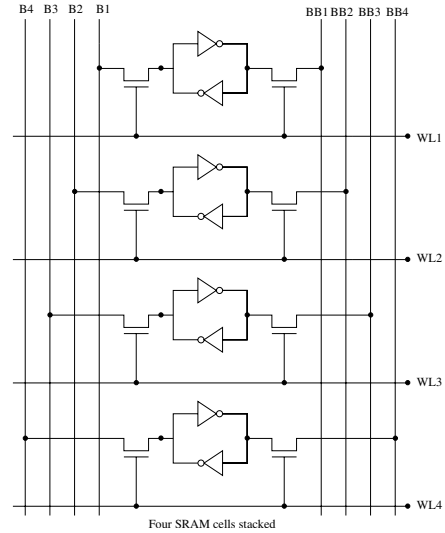 B4 B3 B2 B1 BB1 BB2 BB3 BB4
WL1
WL2
WL3
WL4
Four SRAM cells stacked